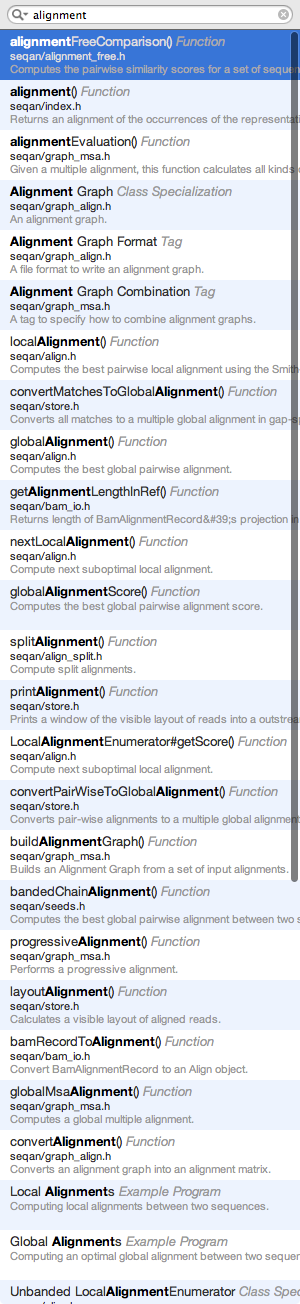 alignment
alignmentFreeComparison() Function
seqan/alignment_free.h
Computes the pairwise similarity scores for a set of
alignment() Function
seqan/index.h
Returns an alignment of the occurrences of the
alignmentEvaluation() Function
seqan/graph_msa.h
Given a multiple alignment, this function calculates all kinds
Alignment Graph Class Specialization
seqan/graph_align.h
An alignment graph.
Alignment Graph Format Tag
seqan/graph_align.h
A file format to write an alignment graph.
Alignment Graph Combination Tag
seqan/graph_msa.h
A tag to specify how to combine alignment graphs.
localAlignment() Function
seqan/align.h
Computes the best pairwise local alignment using the
convertMatchesToGlobalAlignment() Function
seqan/store.h
Converts all matches to a multiple global alignment in
globalAlignment() Function
seqan/align.h
Computes the best global pairwise alignment.
getAlignmentLengthInRef() Function
seqan/bam_io.h
Returns length of BamAlignmentRecord&#39;s projection in
nextLocalAlignment() Function
seqan/align.h
Compute next suboptimal local alignment.
globalAlignmentScore() Function
Computes the best global pairwise alignment score.
splitAlignment() Function
seqan/align_split.h
Compute split alignments.
printAlignment() Function
seqan/store.h
Prints a window of the visible layout of reads into a
LocalAlignmentEnumerator#getScore() Function
seqan/align.h
Compute next suboptimal local alignment.
convertPairWiseToGlobalAlignment() Function
seqan/store.h
Converts pair-wise alignments to a multiple global
buildAlignmentGraph() Function
seqan/graph_msa.h
Builds an Alignment Graph from a set of input alignments.
bandedChainAlignment() Function
seqan/seeds.h
Computes the best global pairwise alignment between two
progressiveAlignment() Function
seqan/graph_msa.h
Performs a progressive alignment.
layoutAlignment() Function
seqan/store.h
Calculates a visible layout of aligned reads.
bamRecordToAlignment() Function
seqan/bam_io.h
Convert BamAlignmentRecord to an Align object.
globalMsaAlignment() Function
seqan/graph_msa.h
Computes a global multiple alignment.
convertAlignment() Function
seqan/graph_align.h
Converts an alignment graph into an alignment matrix.
Local Alignments Example Program
Computing local alignments between two sequences.
Global Alignments Example Program
Computing an optimal global alignment between two
Unbanded LocalAlignmentEnumerator Class